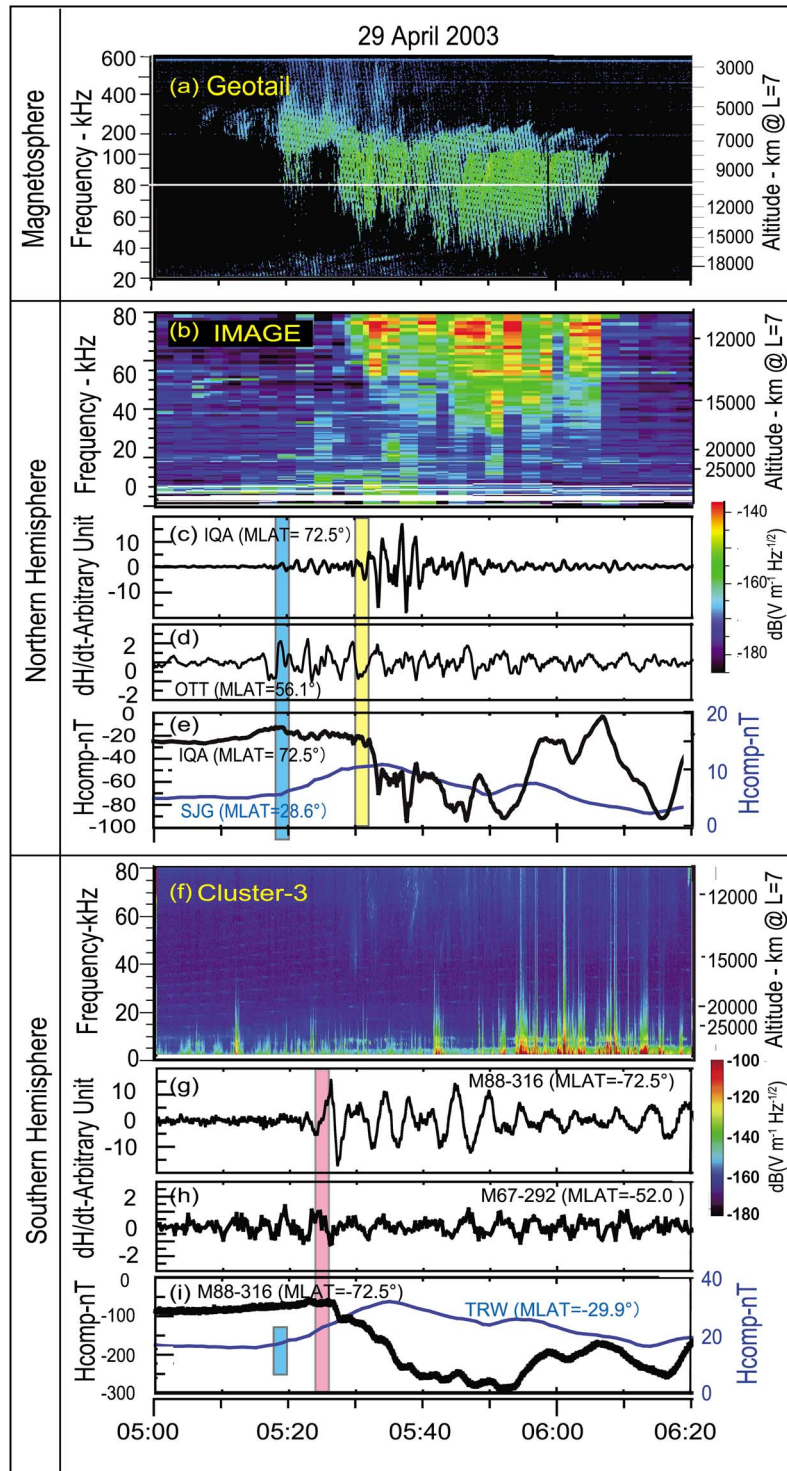 29 April 2003
Magnetosphere
Frequency - kHz
600
400
200
100
80
60
40
20
(a) Geotail
3000
5000
6000
7000
8000
9000
12000
15000
18000
Altitude - km @ L=7
Northern Hemisphere
Frequency - kHz
80
60
40
20
0
(b) IMAGE
12000
15000
20000
25000
Altitude - km @ L=7
-140
-160
-180
dB(V m-1 Hz-1/2)
dH/dt-Arbitrary Unit
10
0
-10
(c) IQA (MLAT= 72.5°)
2
0
2
(d)
OTT (MLAT=56.1°)
Hcomp-nT
0
-20
-40
-60
-80
-100
(e)
IQA (MLAT= 72.5°)
SJG (MLAT=28.6°)
20
10
0
Hcomp-nT
Southern Hemisphere
Frequency-kHz
80
60
40
20
0
(f) Cluster-3
12000
15000
20000
25000
Altitude - km @ L=7
-100
-120
-140
-160
-180
dB(V m-1 Hz-1/2)
dH/dt-Arbitrary Unit
10
0
-10
(g)
M88-316 (MLAT=-72.5°)
2
0
-2
(h)
M67-292 (MLAT=-52.0 )
Hcomp-nT
0
-100
-200
-300
(i) M88-316 (MLAT=-72.5°)
TRW (MLAT=-29.9°)
40
20
0
Hcomp-nT
05:00 05:20 05:40 06:00 06:20